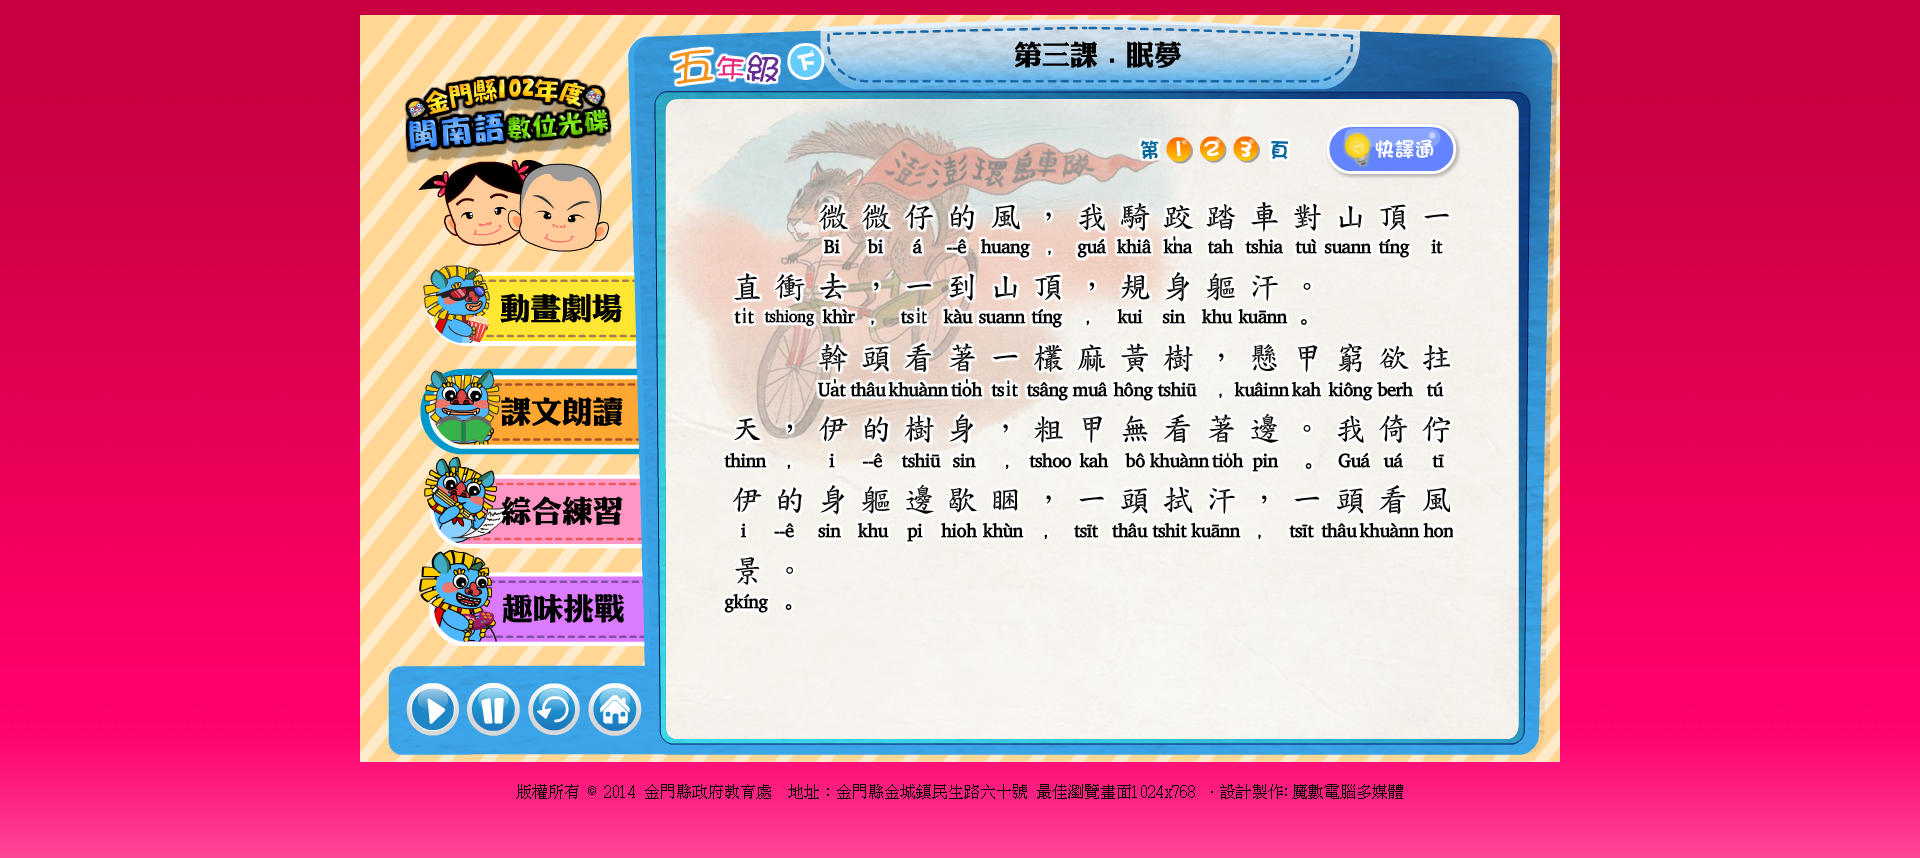 第三課．眠夢
五年級 下
金門縣102年度
閩南語數位光碟
澎澎環島車隊
第 1 2 3 頁
快譯通
微微仔的風，我騎跤踏車對山頂一
Bi bi á --ê huang , guá khiâ kha tah tshia tuì suann tíng it
直衝去，一到山頂，規身軀汗。
ti̍t tshiong khìr , tsi̍t kàu suann tíng , kui sin khu kuānn 。
斡頭看著一欉麻黃樹，懸甲窮欲拄
Ua̍t thâu khuànn tio̍h tsi̍t tsâng muâ hông tshiū , kuâinn kah kiông berh tú
天，伊的樹身，粗甲無看著邊。我倚佇
thinn , i --ê tshiū sin , tshoo kah bô khuànn tio̍h pin 。 Guá uá tī
伊的身軀邊歇睏，一頭拭汗，一頭看風
i --ê sin khu pi hioh khùn , tsīt thâu tshit kuānn , tsīt thâu khuànn hon
景。
gkíng 。
動畫劇場
課文朗讀
綜合練習
趣味挑戰
版權所有 © 2014 金門縣政府教育處 地址：金門縣金城鎮民生路六十號 最佳瀏覽畫面1024x768 ‧設計製作:魔數電腦多媒體